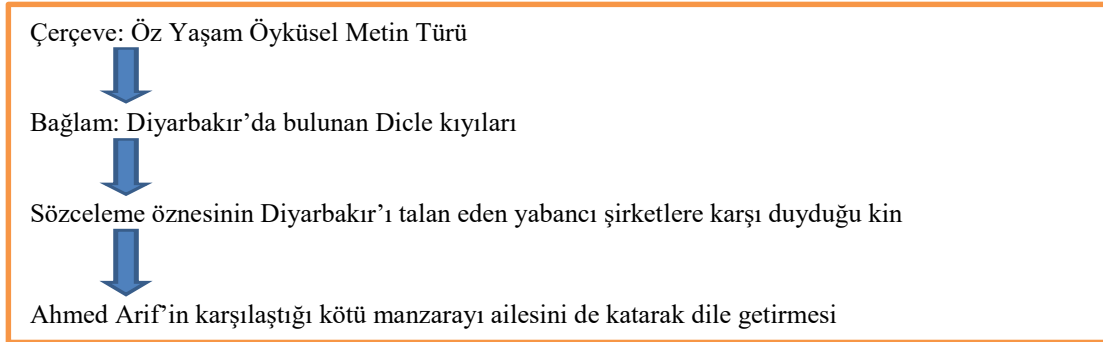 Çerçeve: Öz Yaşam Öyküsel Metin Türü
Bağlam: Diyarbakır’da bulunan Dicle kıyıları
Sözceleme öznesinin Diyarbakır’ı talan eden yabancı şirketlere karşı duyduğu kin
Ahmed Arif’in karşılaştığı kötü manzarayı ailesini de katarak dile getirmesi